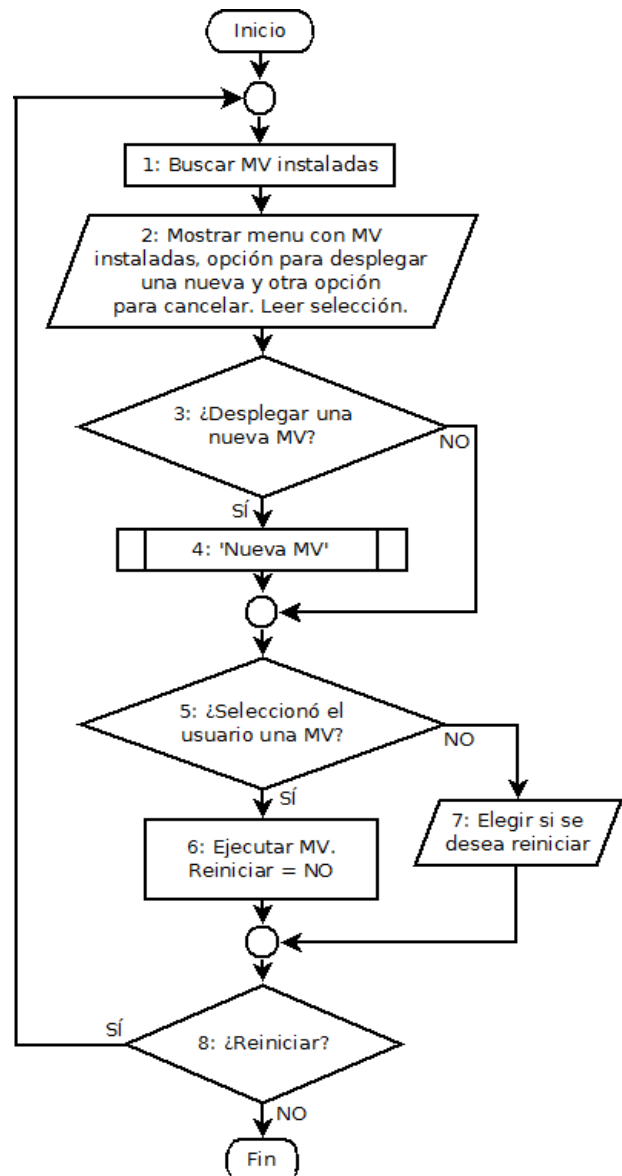 Inicio
1: Buscar MV instaladas
2: Mostrar menu con MV
instaladas, opción para desplegar
una nueva y otra opción
para cancelar. Leer selección.
3: ¿Desplegar una
nueva MV?
NO
SÍ
4: 'Nueva MV'
5: ¿Seleccionó el
usuario una MV?
NO
SÍ
6: Ejecutar MV.
Reiniciar = NO
7: Elegir si se
desea reiniciar
SÍ
8: ¿Reiniciar?
NO
Fin